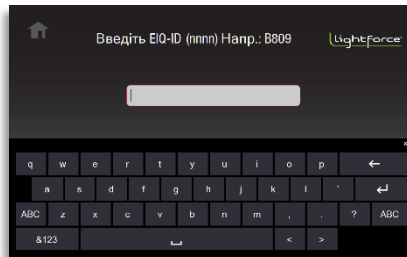 Введіть EIQ-ID (nnnn) Напр.: B809
Lightforce
x
q w e r t y u i o p ←
a s d f g h j k l ' ↵
ABC z x c v b n m , . ? ABC
&123 < >